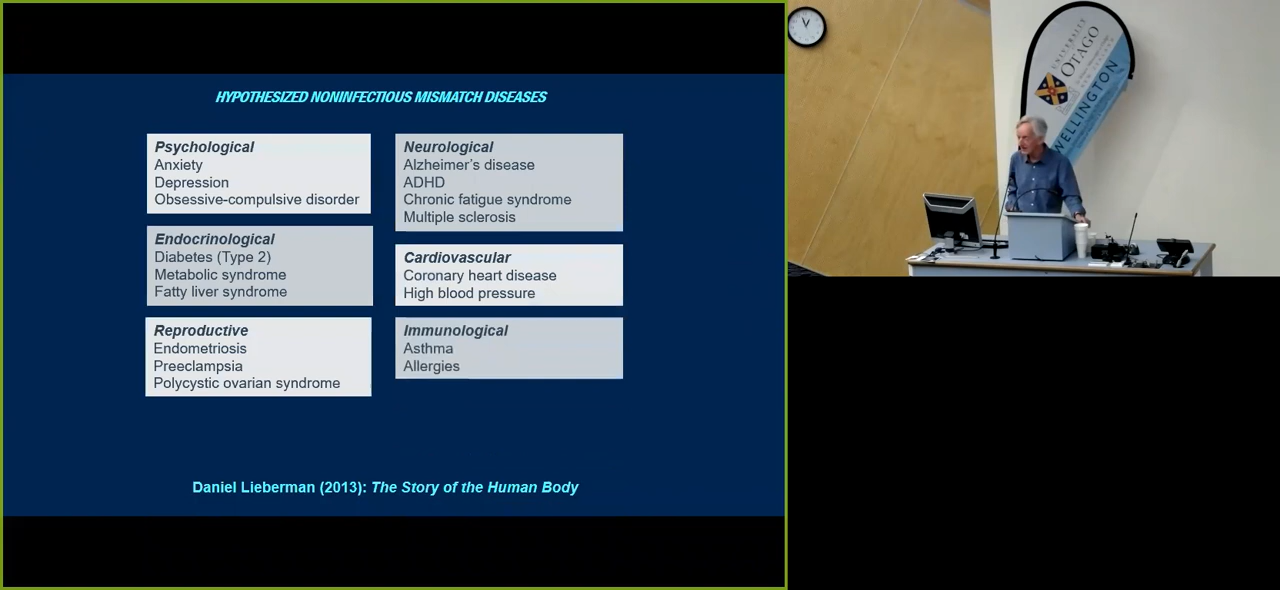 HYPOTHESIZED NONINFECTIOUS MISMATCH DISEASES
Psychological
Anxiety
Depression
Obsessive-compulsive disorder
Endocrinological
Diabetes (Type 2)
Metabolic syndrome
Fatty liver syndrome
Reproductive
Endometriosis
Preeclampsia
Polycystic ovarian syndrome
Neurological
Alzheimer's disease
ADHD
Chronic fatigue syndrome
Multiple sclerosis
Cardiovascular
Coronary heart disease
High blood pressure
Immunological
Asthma
Allergies
Daniel Lieberman (2013): The Story of the Human Body
UNIVERSITY
OTAGO
WELLINGTON